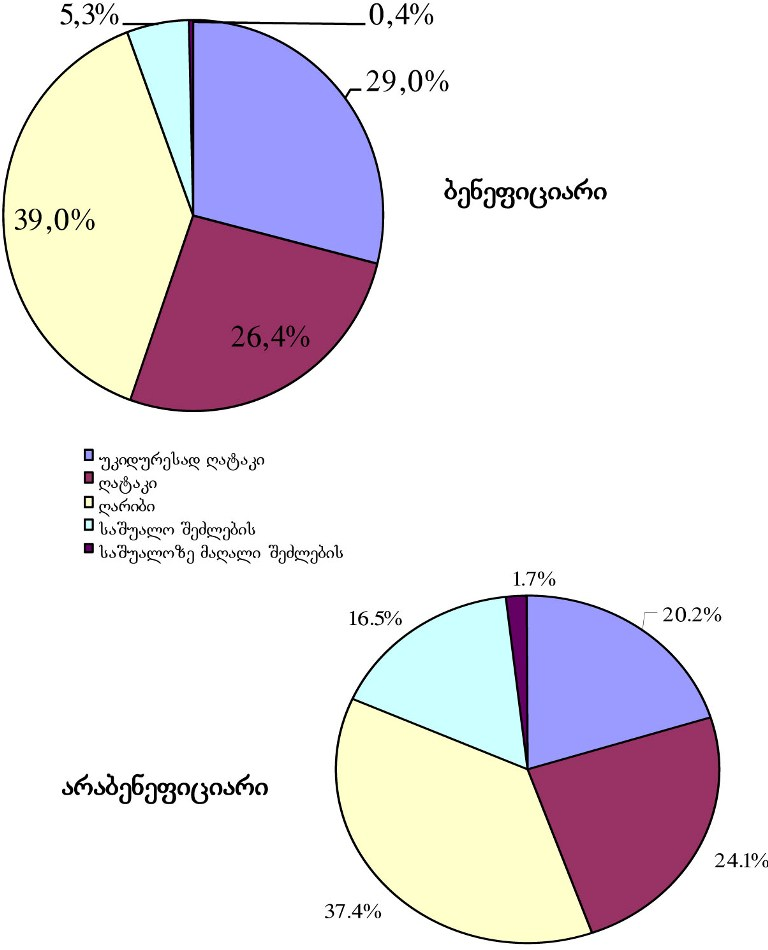 5,3%
0,4%
29,0%
ბენეფიციარი
39,0%
26,4%
უკიდურესად ღატაკი
ღატაკი
ღარიბი
საშუალო შეძლების
საშუალოზე მაღალი შეძლების
1.7%
16.5%
20.2%
არაბენეფიციარი
24.1%
37.4%